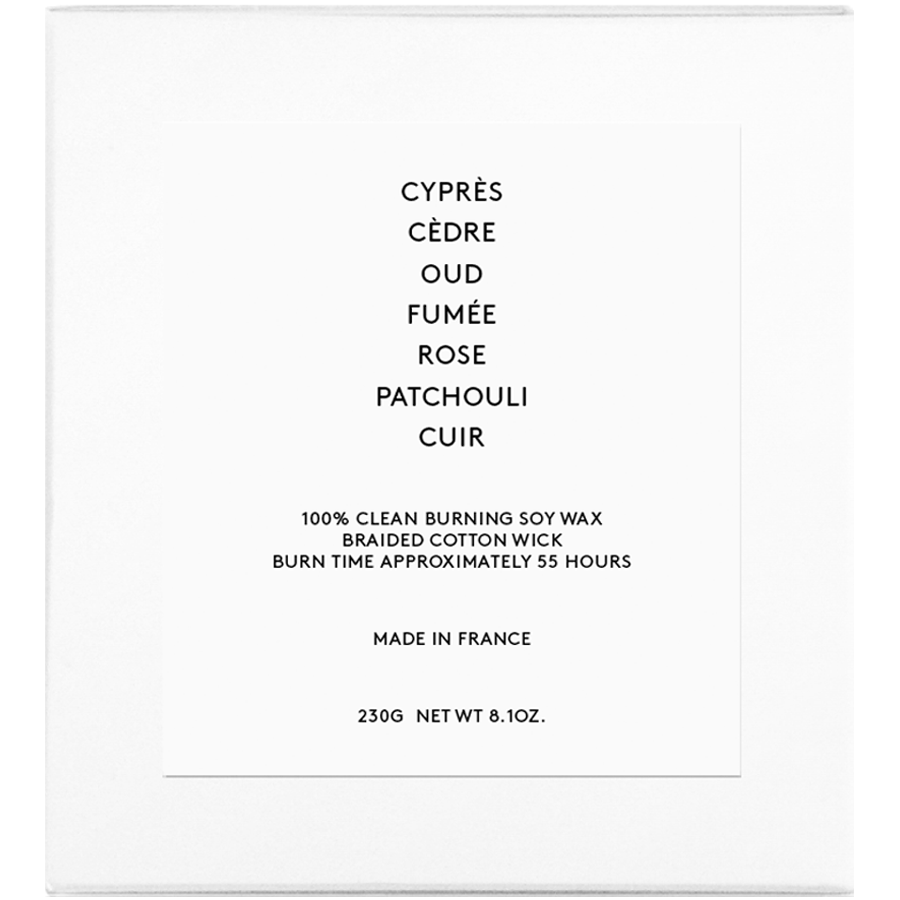 CYPRÈS
CÈDRE
OUD
FUMÉE
ROSE
PATCHOULI
CUIR
100% CLEAN BURNING SOY WAX
BRAIDED COTTON WICK
BURN TIME APPROXIMATELY 55 HOURS
MADE IN FRANCE
230G NET WT 8.1OZ.